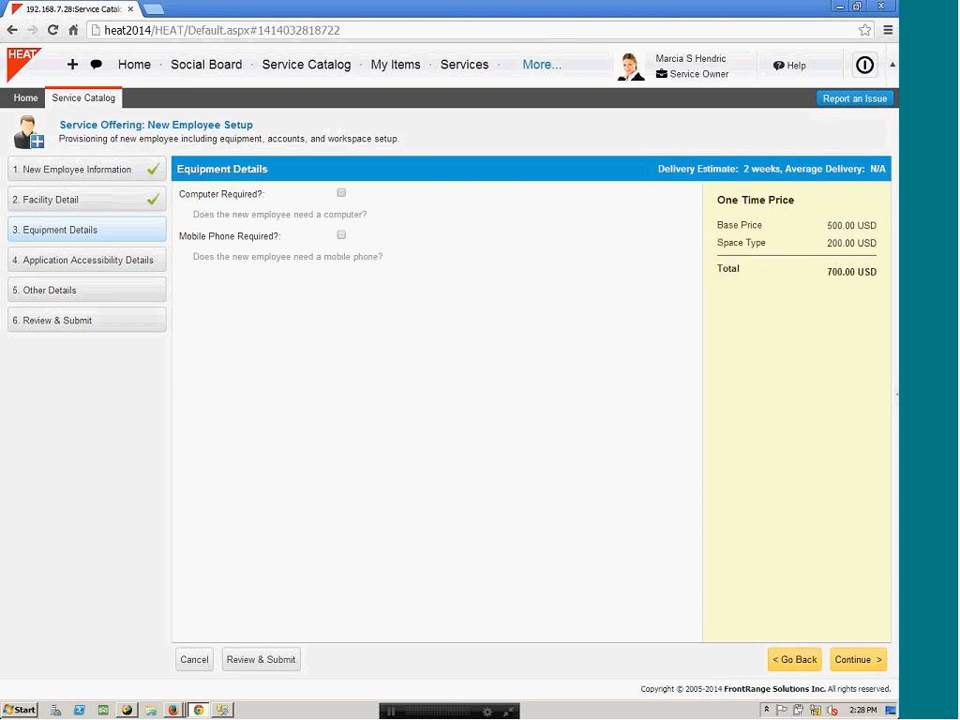 192.168.7.28:Service Catalo
heat2014/HEAT/Default.aspx#1414032818722
HEAT
Home
Social Board
Service Catalog
My Items
Services
More...
Marcia S Hendric
Service Owner
Help
Home
Service Catalog
Report an Issue
Service Offering: New Employee Setup
Provisioning of new employee including equipment, accounts, and workspace setup.
1. New Employee Information
2. Facility Detail
3. Equipment Details
4. Application Accessibility Details
5. Other Details
6. Review & Submit
Equipment Details
Delivery Estimate: 2 weeks, Average Delivery: N/A
Computer Required?:
Does the new employee need a computer?
Mobile Phone Required?:
Does the new employee need a mobile phone?
One Time Price
Base Price 500.00 USD
Space Type 200.00 USD
Total 700.00 USD
Cancel
Review & Submit
< Go Back
Continue >
Copyright © 2005-2014 FrontRange Solutions Inc. All rights reserved.
Start
2:28 PM